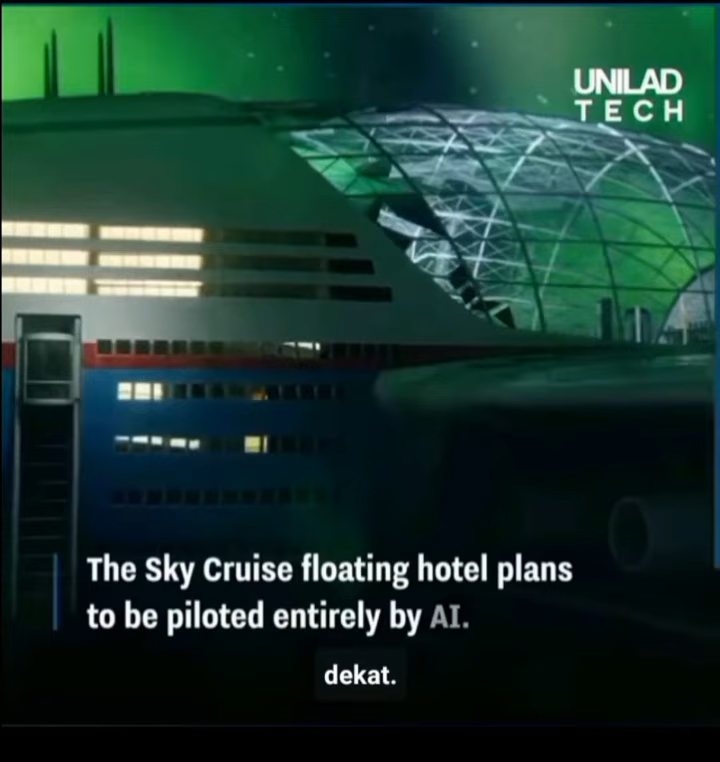 UNILAD
TECH
The Sky Cruise floating hotel plans
to be piloted entirely by AI.
dekat.